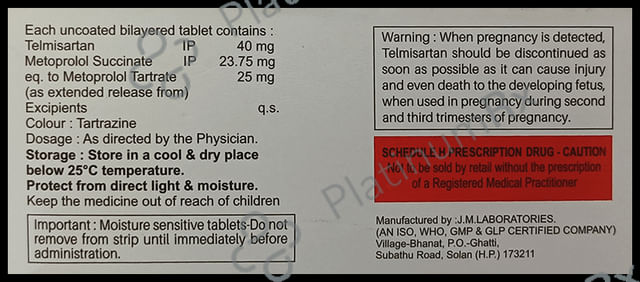 Each uncoated bilayered tablet contains :
Telmisartan IP 40 mg
Metoprolol Succinate IP 23.75 mg
eq. to Metoprolol Tartrate 25 mg
(as extended release from)
Excipients q.s.
Colour : Tartrazine
Dosage : As directed by the Physician.
Storage : Store in a cool & dry place
below 25°C temperature.
Protect from direct light & moisture.
Keep the medicine out of reach of children
Important : Moisture sensitive tablets-Do not
remove from strip until immediately before
administration.
Warning : When pregnancy is detected,
Telmisartan should be discontinued as
soon as possible as it can cause injury
and even death to the developing fetus,
when used in pregnancy during second
and third trimesters of pregnancy.
SCHEDULE H PRESCRIPTION DRUG - CAUTION
Not to be sold by retail without the prescription
of a Registered Medical Practitioner
Manufactured by :J.M.LABORATORIES.
(AN ISO, WHO, GMP & GLP CERTIFIED COMPANY)
Village-Bhanat, P.O.-Ghatti,
Subathu Road, Solan (H.P.) 173211
PlatinumRx